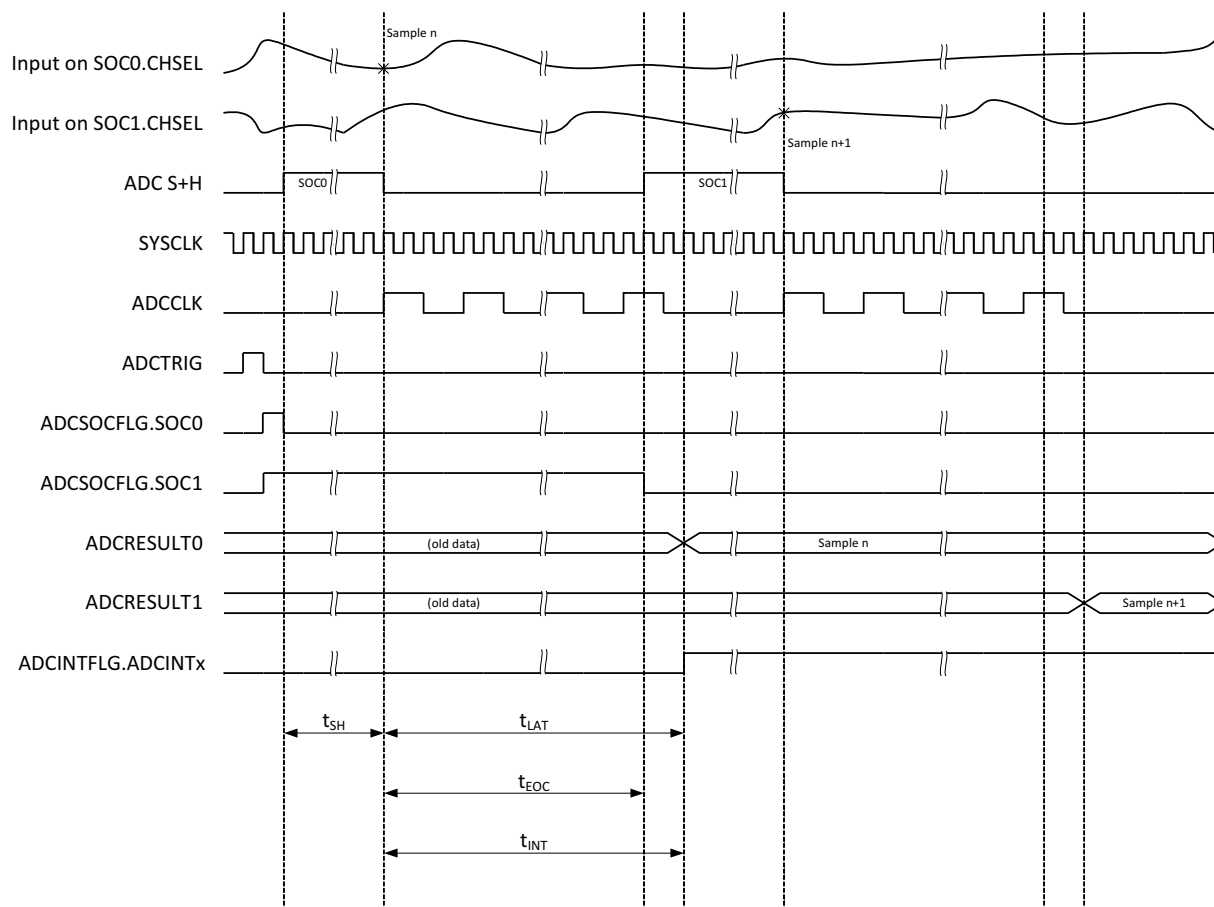 Sample n
Input on SOC0.CHSEL
Input on SOC1.CHSEL
Sample n+1
ADC S+H
SOC0
SOC1
SYSCLK
ADCCLK
ADCTRIG
ADCSOCFLG.SOC0
ADCSOCFLG.SOC1
ADCRESULT0
(old data)
Sample n
ADCRESULT1
(old data)
Sample n+1
ADCINTFLG.ADCINTx
tSH
tLAT
tEOC
tINT